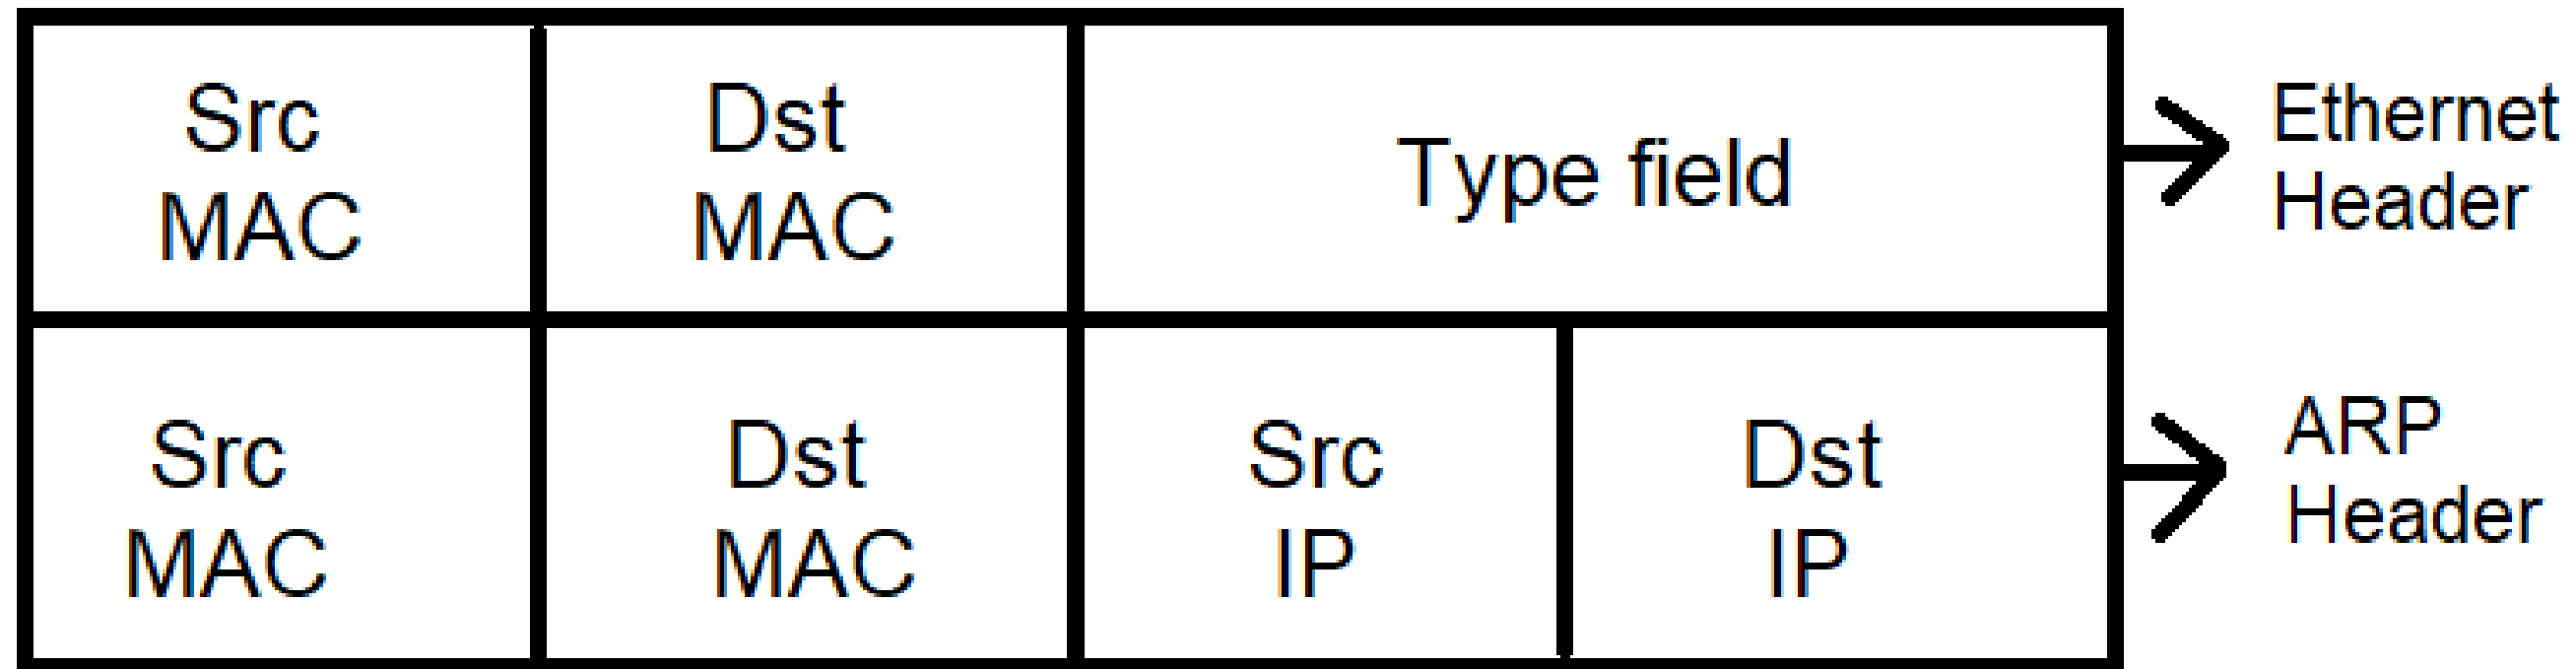 Src
MAC
Dst
MAC
Type field
Ethernet
Header
Src
MAC
Dst
MAC
Src
IP
Dst
IP
ARP
Header